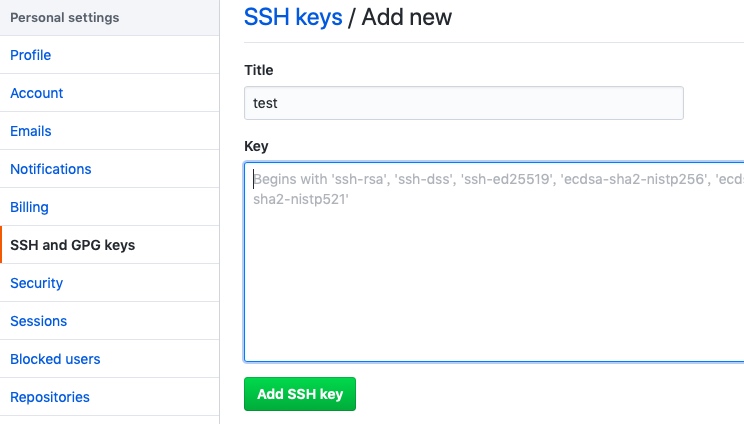 Personal settings
Profile
Account
Emails
Notifications
Billing
SSH and GPG keys
Security
Sessions
Blocked users
Repositories
SSH keys / Add new
Title
test
Key
Begins with 'ssh-rsa', 'ssh-dss', 'ssh-ed25519', 'ecdsa-sha2-nistp256', 'ecd
sha2-nistp521'
Add SSH key